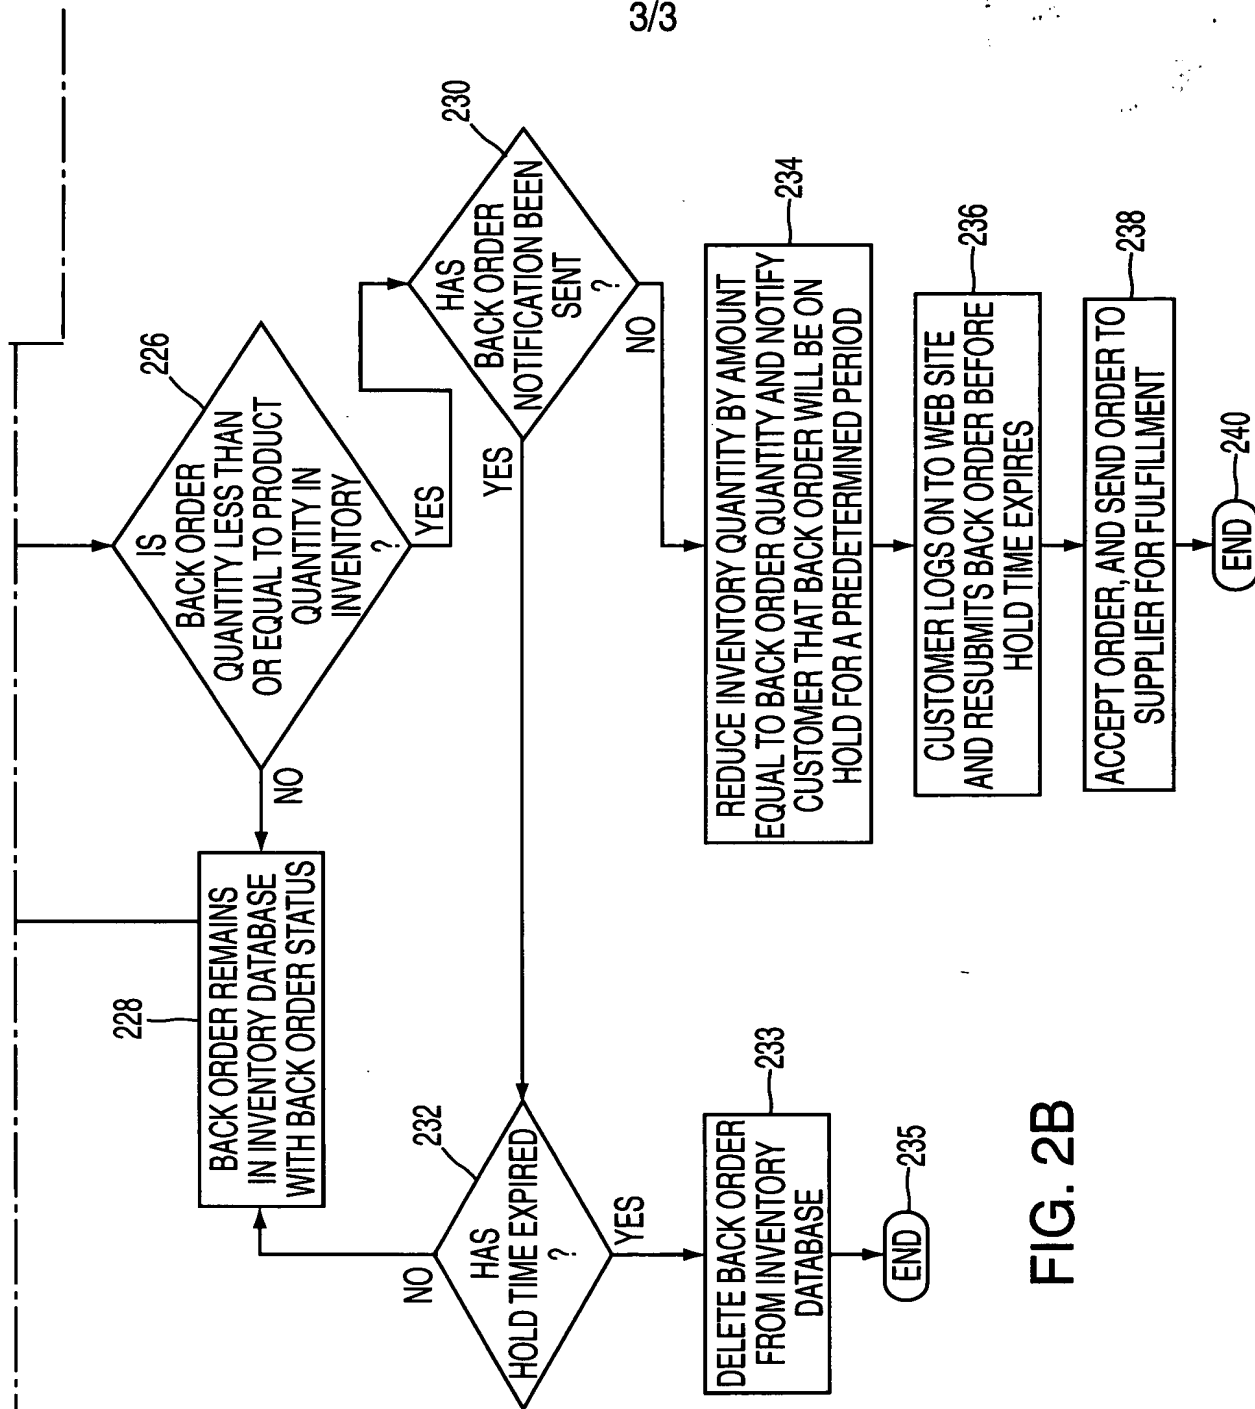 3/3
226
IS
BACK ORDER
QUANTITY LESS THAN
OR EQUAL TO PRODUCT
QUANTITY IN
INVENTORY
?
NO
YES
228
BACK ORDER REMAINS
IN INVENTORY DATABASE
WITH BACK ORDER STATUS
230
HAS
BACK ORDER
NOTIFICATION BEEN
SENT
?
YES
NO
232
HAS
HOLD TIME EXPIRED
?
NO
YES
233
DELETE BACK ORDER
FROM INVENTORY
DATABASE
END
235
234
REDUCE INVENTORY QUANTITY BY AMOUNT
EQUAL TO BACK ORDER QUANTITY AND NOTIFY
CUSTOMER THAT BACK ORDER WILL BE ON
HOLD FOR A PREDETERMINED PERIOD
236
CUSTOMER LOGS ON TO WEB SITE
AND RESUBMITS BACK ORDER BEFORE
HOLD TIME EXPIRES
238
ACCEPT ORDER, AND SEND ORDER TO
SUPPLIER FOR FULFILLMENT
END
240
FIG. 2B